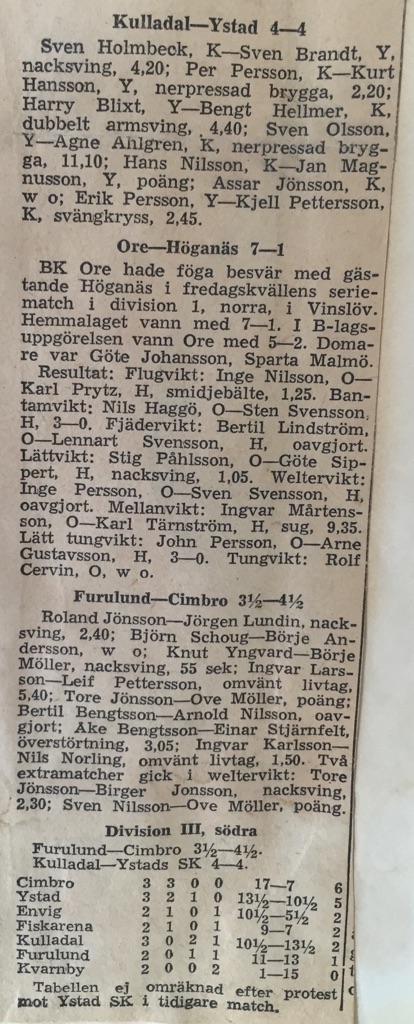 Kulladal—Ystad 4—4
Sven Holmbeck, K—Sven Brandt, Y,
nacksving, 4,20; Per Persson, K—Kurt
Hansson, Y, nerpressad brygga, 2,20;
Harry Blixt, Y—Bengt Hellmer, K,
dubbelt armsving, 4,40; Sven Olsson,
Y—Agne Ahlgren, K, nerpressad bryg-
ga, 11,10; Hans Nilsson, K—Jan Mag-
nusson, Y, poäng; Assar Jönsson, K,
w o; Erik Persson, Y—Kjell Pettersson,
K, svängkryss, 2,45.
Ore—Höganäs 7—1
BK Ore hade föga besvär med gäs-
tande Höganäs i fredagskvällens serie-
match i division 1, norra, i Vinslöv.
Hemmalaget vann med 7—1. I B-lags-
uppgörelsen vann Ore med 5—2. Doma-
re var Göte Johansson, Sparta Malmö.
Resultat: Flugvikt: Inge Nilsson, O—
Karl Prytz, H, smidjebälte, 1,25. Ban-
tamvikt: Nils Haggö, O—Sten Svensson,
H, 3—0. Fjädervikt: Bertil Lindström,
O—Lennart Svensson, H, oavgjort.
Lättvikt: Stig Påhlsson, O—Göte Sip-
pert, H, nacksving, 1,05. Weltervikt:
Inge Persson, O—Sven Svensson, H,
oavgjort. Mellanvikt: Ingvar Mårtens-
son, O—Karl Tärnström, H, sug, 9,35.
Lätt tungvikt: John Persson, O—Arne
Gustavsson, H, 3—0. Tungvikt: Rolf
Cervin, O, w o.
Furulund—Cimbro 3½—4½
Roland Jönsson—Jörgen Lundin, nack-
sving, 2,40; Björn Schoug—Börje An-
dersson, w o; Knut Yngvard—Börje
Möller, nacksving, 55 sek; Ingvar Lars-
son—Leif Pettersson, omvänt livtag,
5,40; Tore Jönsson—Ove Möller, poäng;
Bertil Bengtsson—Arnold Nilsson, oav-
gjort; Åke Bengtsson—Einar Stjärnfelt,
överstörtning, 3,05; Ingvar Karlsson—
Nils Norling, omvänt livtag, 1,50. Två
extramatcher gick i weltervikt: Tore
Jönsson—Birger Jonsson, nacksving,
2,30; Sven Nilsson—Ove Möller, poäng.
Division III, södra
Furulund—Cimbro 3½—4½.
Kulladal—Ystads SK 4—4.
Cimbro 3 3 0 0 17—7 6
Ystad 3 2 1 0 13½—10½ 5
Envig 2 1 0 1 10½—5½ 2
Fiskarena 2 1 0 1 9—7 2
Kulladal 3 0 2 1 10½—13½ 2
Furulund 2 0 1 1 11—13 1
Kvarnby 2 0 0 2 1—15 0
Tabellen ej omräknad efter protest
mot Ystad SK i tidigare match.